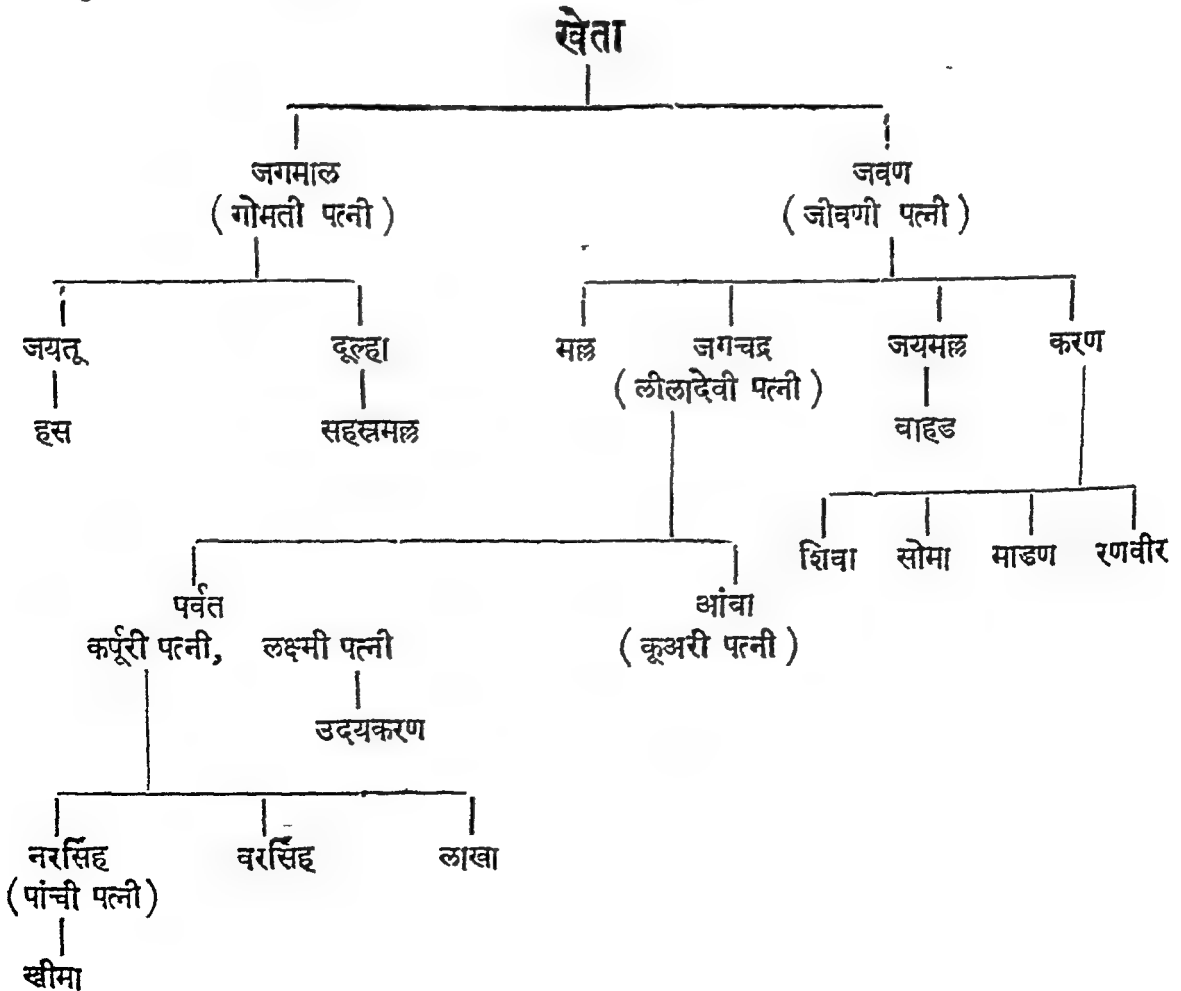 खेता
जगमाल जवण
(गोमती पत्नी) (जीवणी पत्नी)
जयतू दूल्हा मल्ल जगचद्र जयमल्ल करण
(लीलादेवी पत्नी)
हस सहस्रमल्ल वाहड
शिवा सोमा माडण रणवीर
पर्वत आंवा
कर्पूरी पत्नी, लक्ष्मी पत्नी (कूअरी पत्नी)
उदयकरण
नरसिंह वरसिंह लाखा
(पांची पत्नी)
खीमा